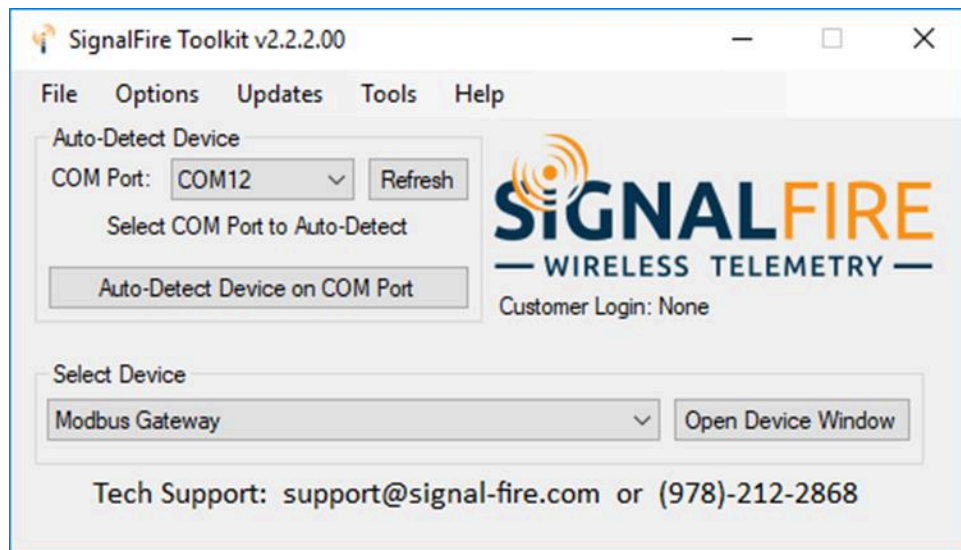 SignalFire Toolkit v2.2.2.00
File Options Updates Tools Help
Auto-Detect Device
COM Port: COM12 Refresh
Select COM Port to Auto-Detect
Auto-Detect Device on COM Port
SIGNALFIRE
WIRELESS TELEMETRY
Customer Login: None
Select Device
Modbus Gateway Open Device Window
Tech Support: support@signal-fire.com or (978)-212-2868